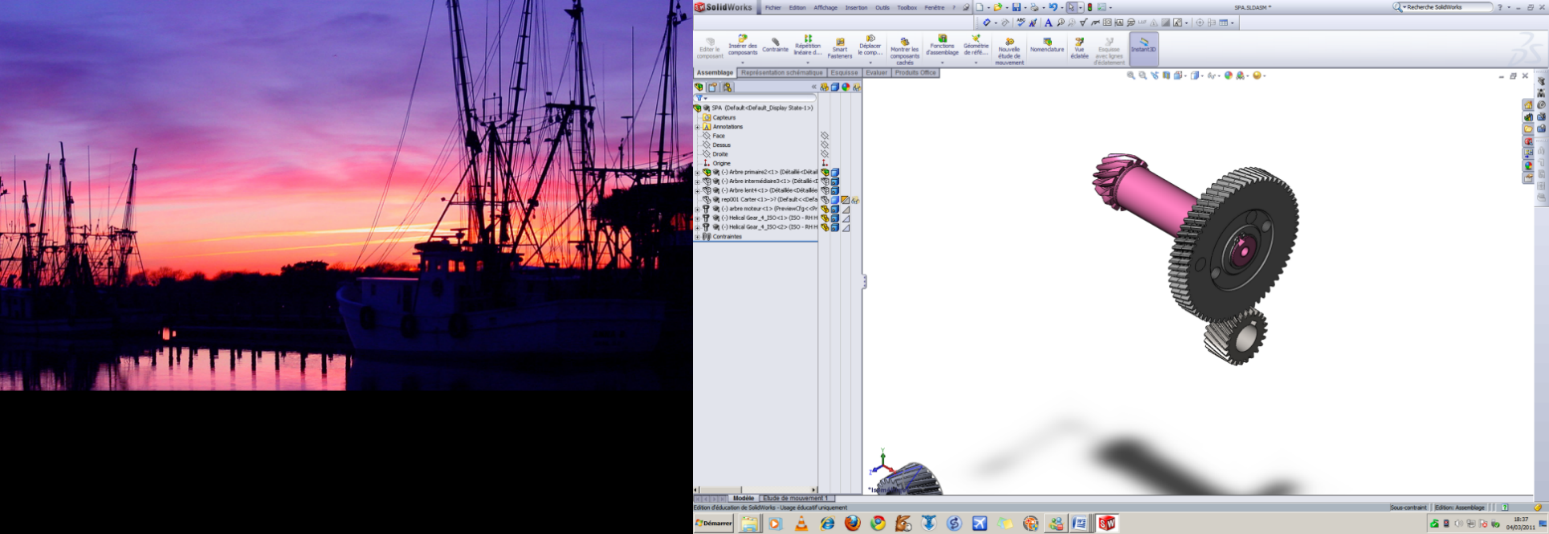 SolidWorks Fichier Edition Affichage Insertion Outils Toolbox Fenêtre ? SPA.SLDASM * Recherche SolidWorks
Editer le composant
Insérer des composants
Contrainte
Répétition linéaire d...
Smart Fasteners
Déplacer le comp...
Montrer les composants cachés
Fonctions d'assemblage
Géométrie de réfé...
Nouvelle étude de mouvement
Nomenclature
Vue éclatée
Esquisse avec lignes d'éclatement
Instant3D
Assemblage Représentation schématique Esquisse Evaluer Produits Office
SPA (Default<Default_Display State-1>)
Capteurs
Annotations
Face
Dessus
Droite
Origine
(-) Arbre primaire2<1> (Détaillé<Détail
(-) Arbre intermédiaire3<1> (Détaillé<D
(-) Arbre lent4<1> (Détaillée<Détaillée
rep001 Carter<1>->? (Default<<Defa
(-) arbre moteur<1> (PreviewCfg<<Pr
(-) Helical Gear_4_ISO<1> (ISO - RH H
(-) Helical Gear_4_ISO<2> (ISO - RH H
Contraintes
Modèle Etude de mouvement 1
Edition d'éducation de SolidWorks - Usage éducatif uniquement Sous-contraint Edition: Assemblage
Démarrer 18:37
04/03/2011